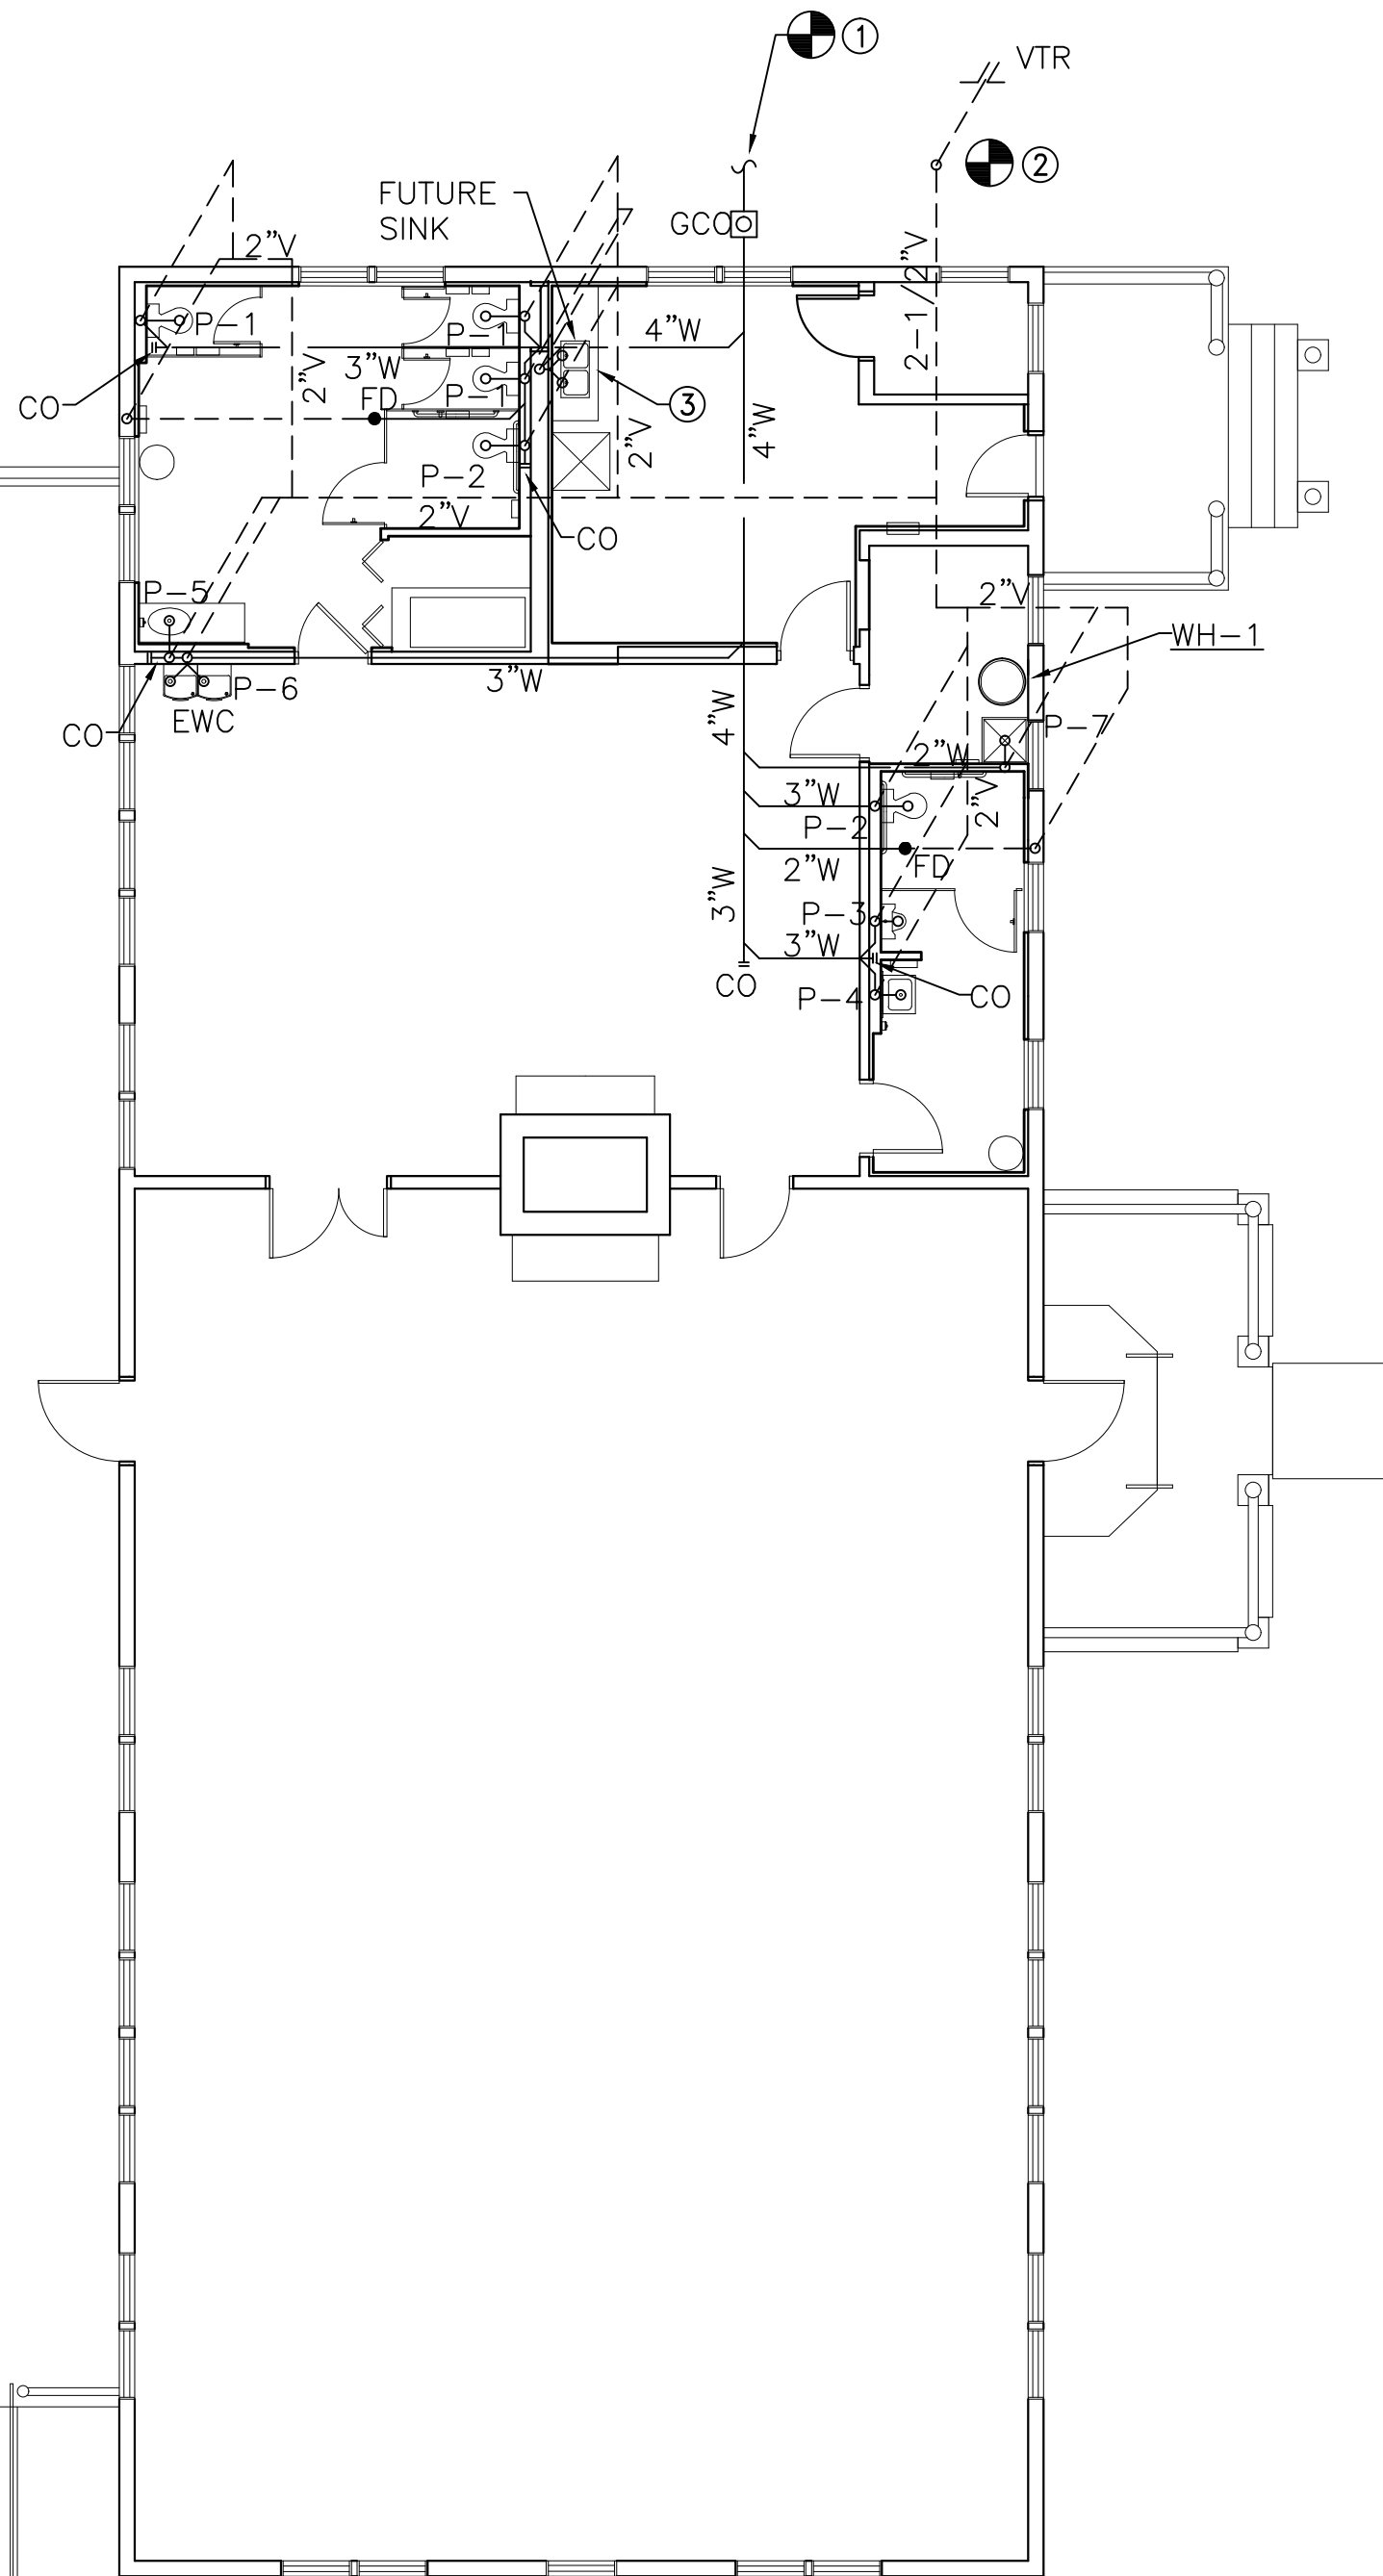 1
VTR
2
FUTURE
SINK
GCO
2"V
2-1/2"V
P-1
P-1
4"W
3"W
2"V
FD
P-1
CO
3
4"W
2"V
P-2
2"V
CO
P-5
2"V
WH-1
3"W
P-6
EWC
CO
4"W
P-7
2"W
3"W
2"V
P-2
2"W
FD
3"W
P-3
3"W
CO
P-4
CO